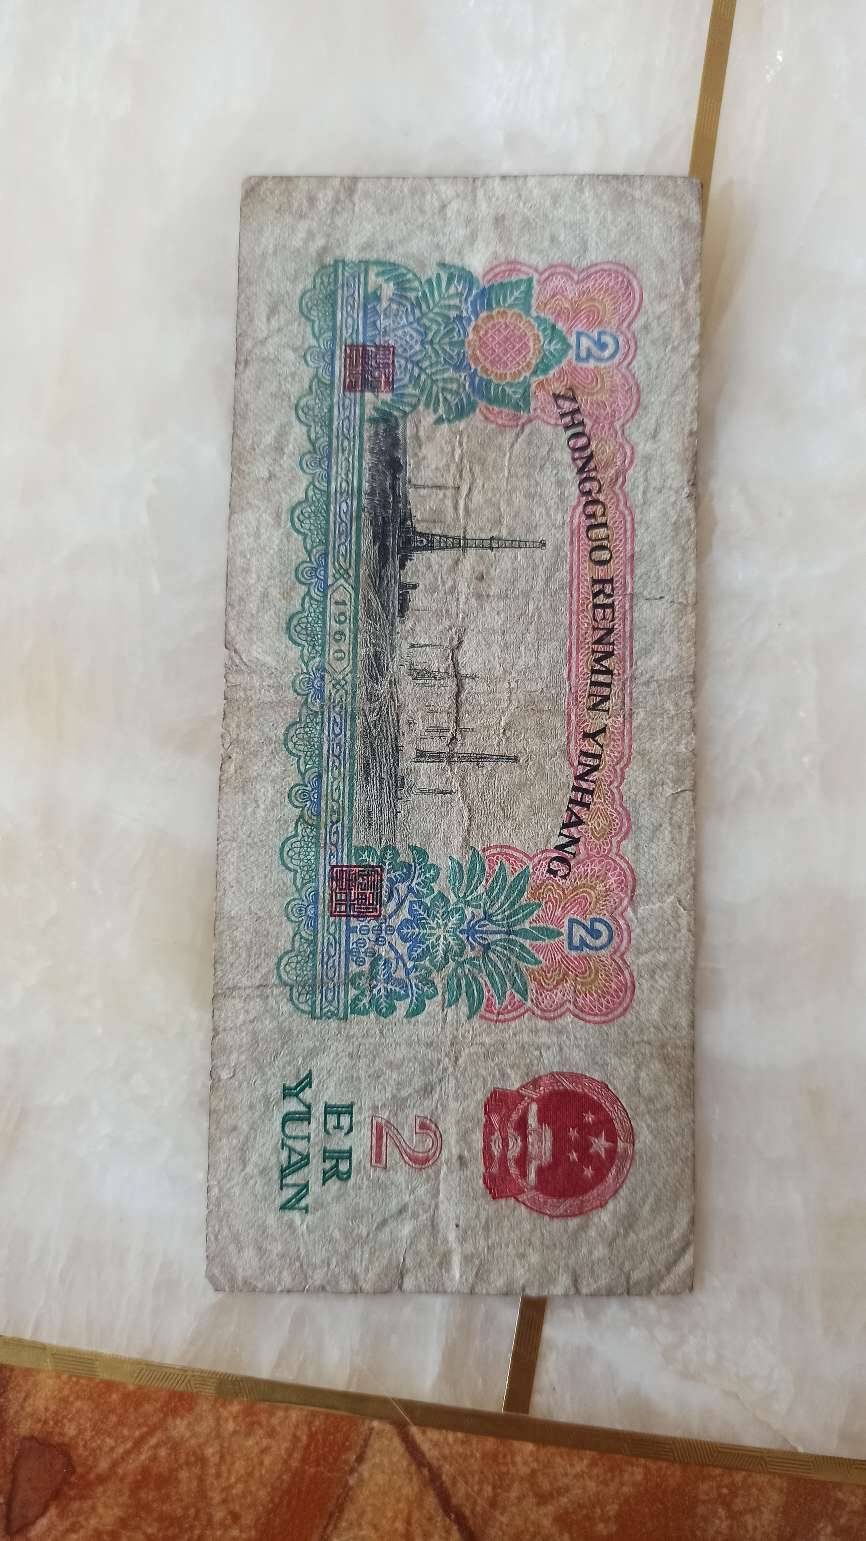 2
2
ZHONGGUO RENMIN YINHANG
1960
2
ER
YUAN